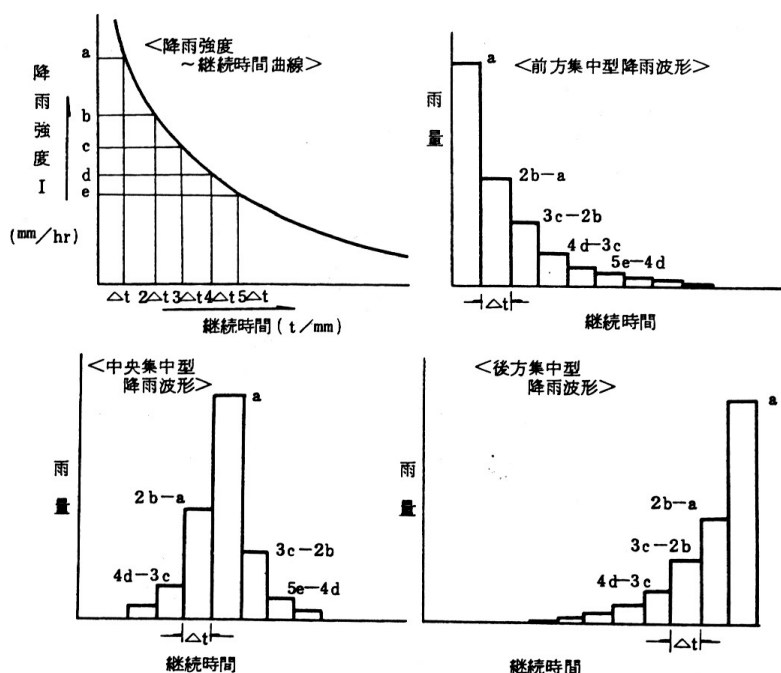 <降雨強度
~継続時間曲線>
降雨強度 I
(mm/hr)
a
b
c
d
e
△t 2△t 3△t 4△t 5△t
継続時間(t/mm)
<前方集中型降雨波形>
雨量
a
2b-a
3c-2b
4d-3c
5e-4d
△t
継続時間
<中央集中型
降雨波形>
雨量
a
2b-a
3c-2b
4d-3c
5e-4d
△t
継続時間
<後方集中型
降雨波形>
雨量
a
2b-a
3c-2b
4d-3c
△t
継続時間